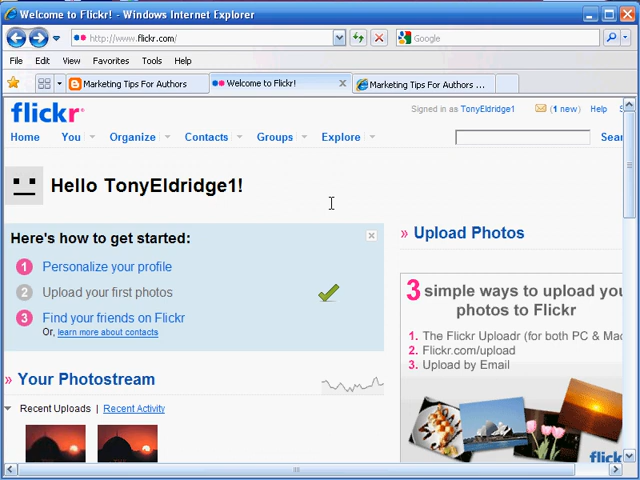 Welcome to Flickr! - Windows Internet Explorer
http://www.flickr.com/
Google
File Edit View Favorites Tools Help
Marketing Tips For Authors
Welcome to Flickr!
Marketing Tips For Authors ...
flickr
Signed in as TonyEldridge1 (1 new) Help
Home You Organize Contacts Groups Explore
Hello TonyEldridge1!
Here's how to get started:
1 Personalize your profile
2 Upload your first photos
3 Find your friends on Flickr
Or, learn more about contacts
» Your Photostream
Recent Uploads | Recent Activity
» Upload Photos
3 simple ways to upload you
photos to Flickr
1. The Flickr Uploadr (for both PC & Mac
2. Flickr.com/upload
3. Upload by Email